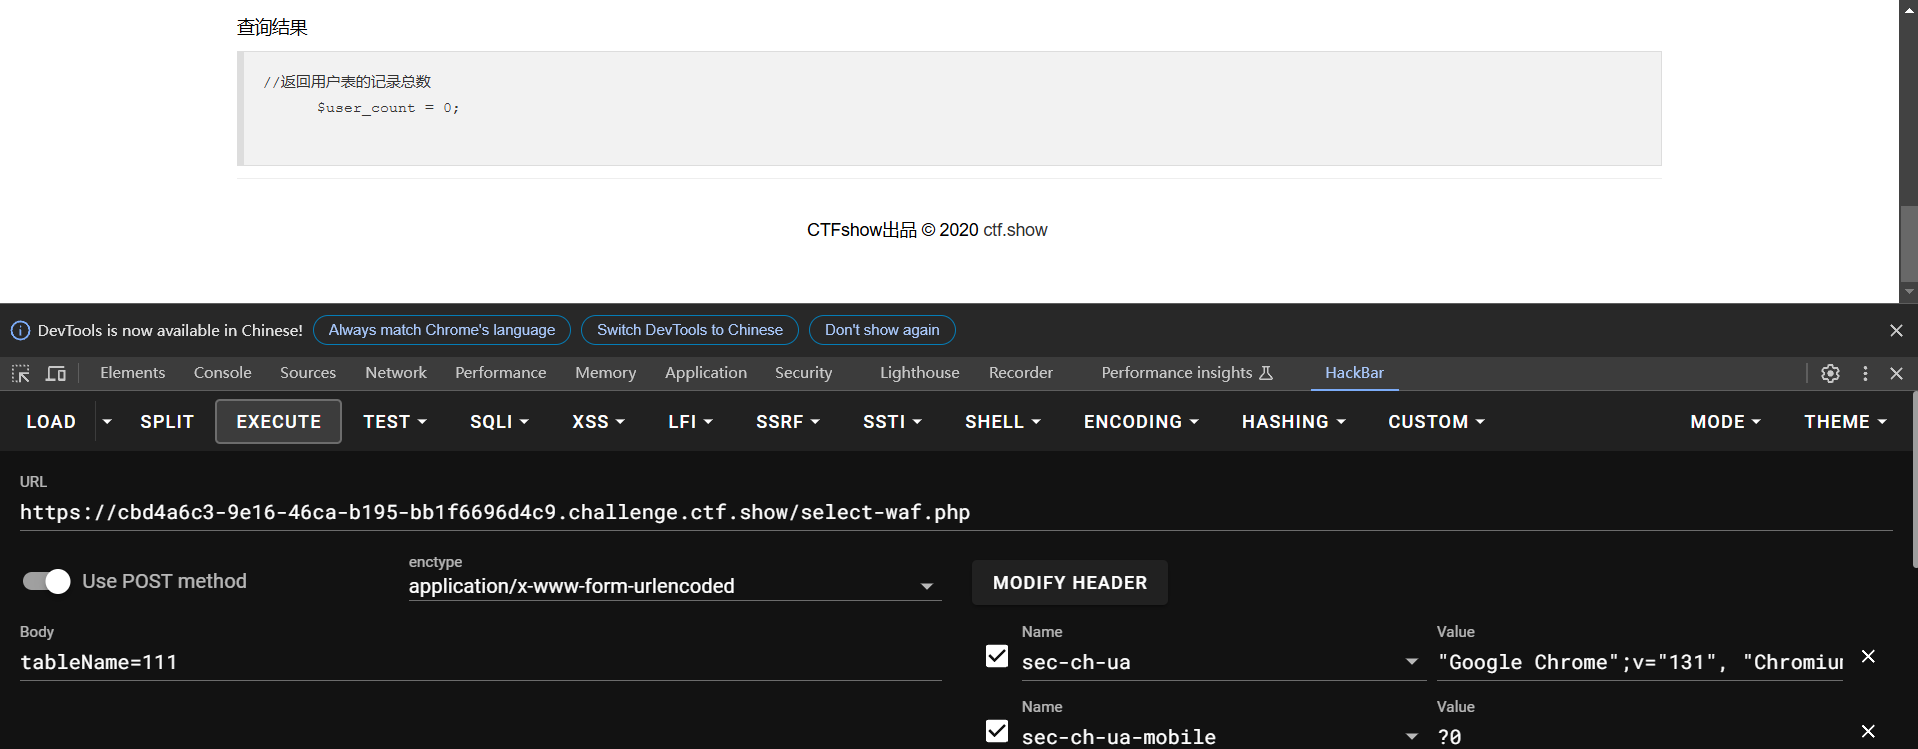 查询结果
//返回用户表的记录总数
$user_count = 0;
CTFshow出品 © 2020 ctf.show
DevTools is now available in Chinese! Always match Chrome's language Switch DevTools to Chinese Don't show again
Elements Console Sources Network Performance Memory Application Security Lighthouse Recorder Performance insights HackBar
LOAD SPLIT EXECUTE TEST SQLI XSS LFI SSRF SSTI SHELL ENCODING HASHING CUSTOM MODE THEME
URL
https://cbd4a6c3-9e16-46ca-b195-bb1f6696d4c9.challenge.ctf.show/select-waf.php
Use POST method
enctype
application/x-www-form-urlencoded
MODIFY HEADER
Body
tableName=111
Name Value
sec-ch-ua "Google Chrome";v="131", "Chromiu
Name Value
sec-ch-ua-mobile ?0